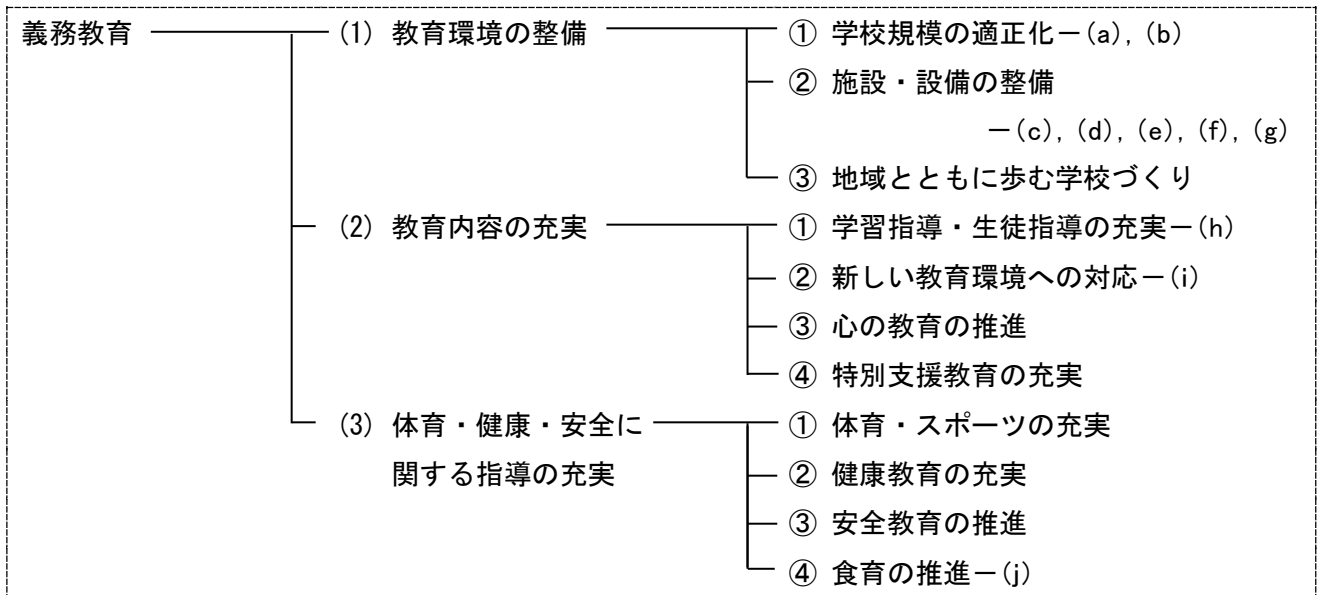 義務教育 (1) 教育環境の整備 ① 学校規模の適正化－(a), (b)
② 施設・設備の整備
－(c), (d), (e), (f), (g)
③ 地域とともに歩む学校づくり
(2) 教育内容の充実 ① 学習指導・生徒指導の充実－(h)
② 新しい教育環境への対応－(i)
③ 心の教育の推進
④ 特別支援教育の充実
(3) 体育・健康・安全に ① 体育・スポーツの充実
関する指導の充実 ② 健康教育の充実
③ 安全教育の推進
④ 食育の推進－(j)